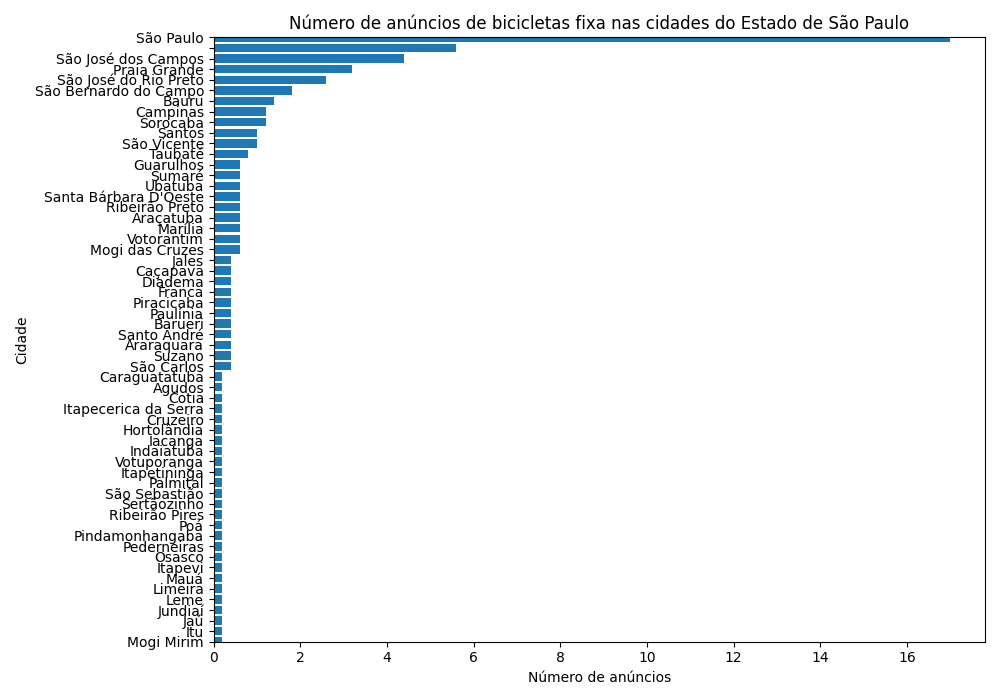 Número de anúncios de bicicletas fixa nas cidades do Estado de São Paulo
São Paulo
São José dos Campos
Praia Grande
São José do Rio Preto
São Bernardo do Campo
Bauru
Campinas
Sorocaba
Santos
São Vicente
Taubaté
Guarulhos
Sumaré
Ubatuba
Santa Bárbara D'Oeste
Ribeirão Preto
Araçatuba
Marília
Votorantim
Mogi das Cruzes
Jales
Caçapava
Diadema
Franca
Piracicaba
Paulínia
Barueri
Santo André
Araraquara
Suzano
São Carlos
Caraguatatuba
Agudos
Cotia
Itapecerica da Serra
Cruzeiro
Hortolândia
Iacanga
Indaiatuba
Votuporanga
Itapetininga
Palmital
São Sebastião
Sertãozinho
Ribeirão Pires
Poá
Pindamonhangaba
Pederneiras
Osasco
Itapevi
Mauá
Limeira
Leme
Jundiaí
Jaú
Itu
Mogi Mirim
Cidade
0 2 4 6 8 10 12 14 16
Número de anúncios